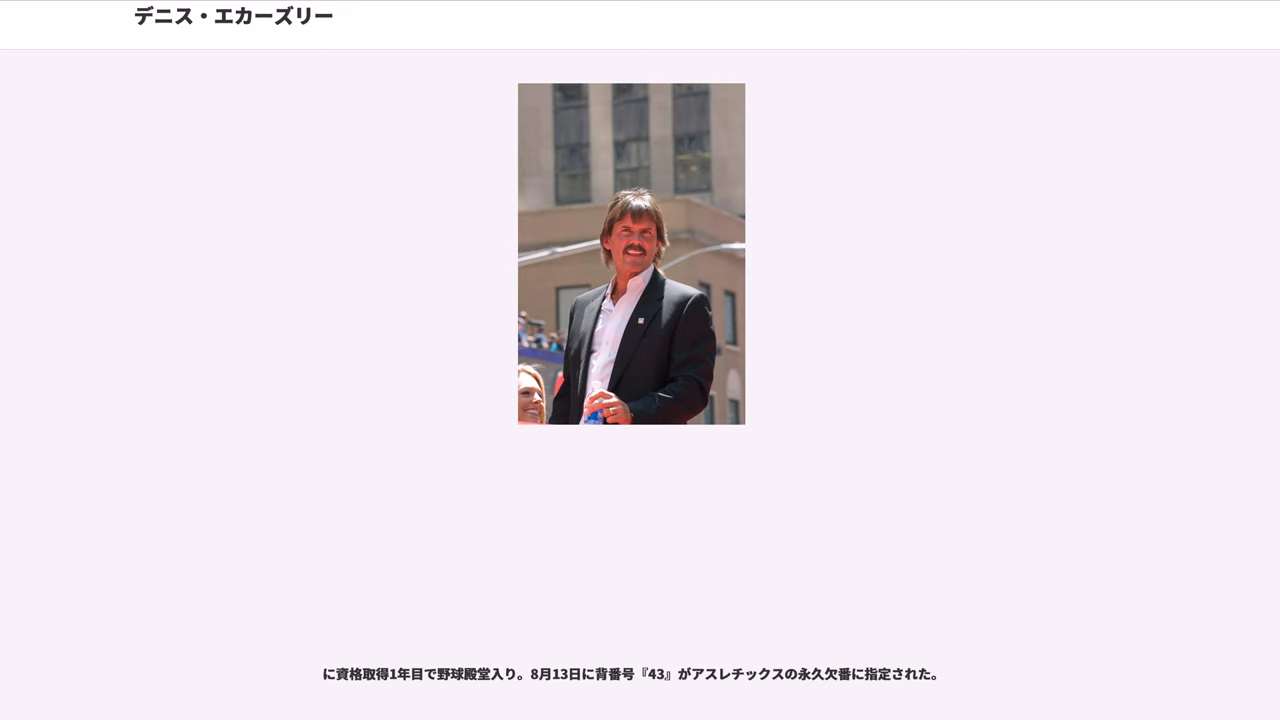 デニス・エカーズリー
に資格取得1年目で野球殿堂入り。8月13日に背番号『43』がアスレチックスの永久欠番に指定された。